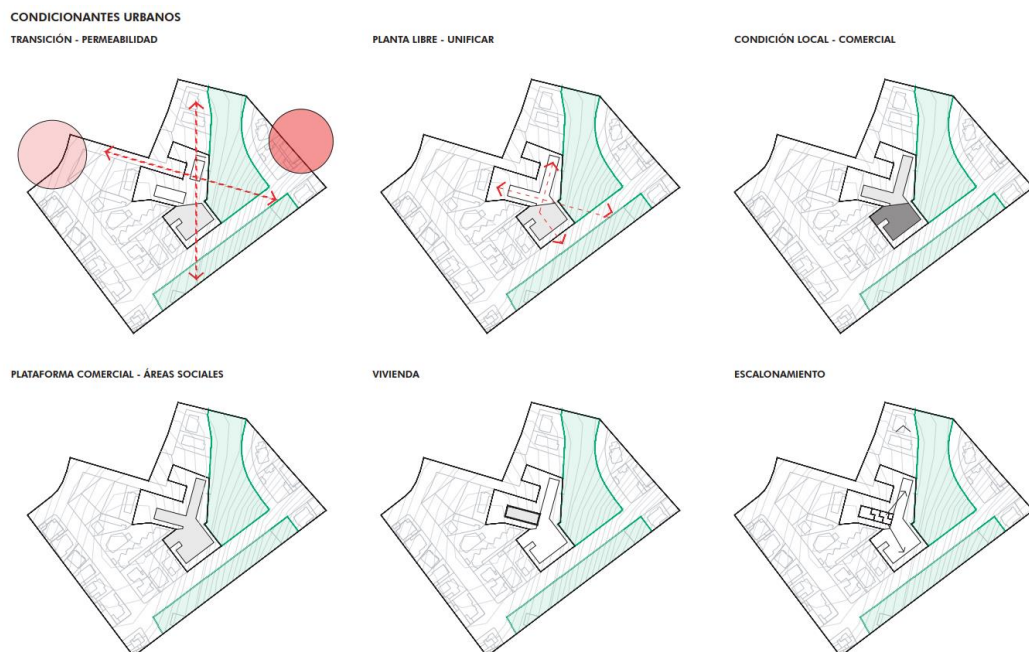 CONDICIONANTES URBANOS
TRANSICIÓN - PERMEABILIDAD
PLANTA LIBRE - UNIFICAR
CONDICIÓN LOCAL - COMERCIAL
PLATAFORMA COMERCIAL - ÁREAS SOCIALES
VIVIENDA
ESCALONAMIENTO